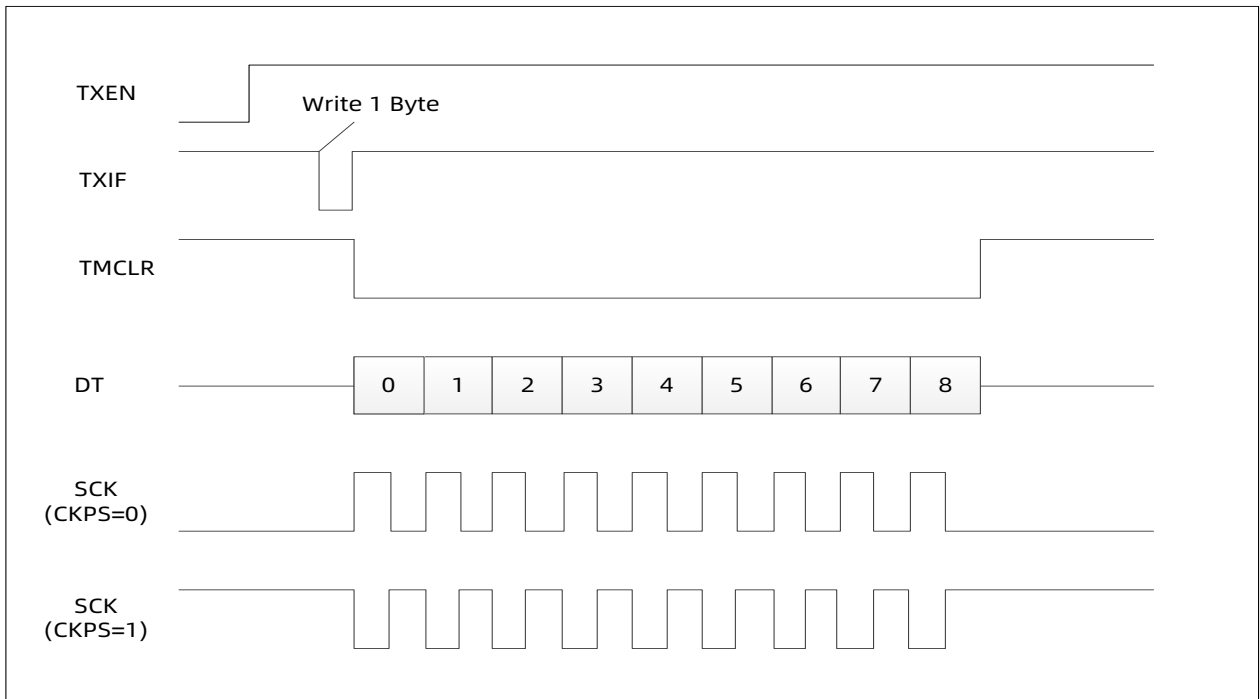 TXEN
Write 1 Byte
TXIF
TMCLR
DT
0 1 2 3 4 5 6 7 8
SCK
(CKPS=0)
SCK
(CKPS=1)